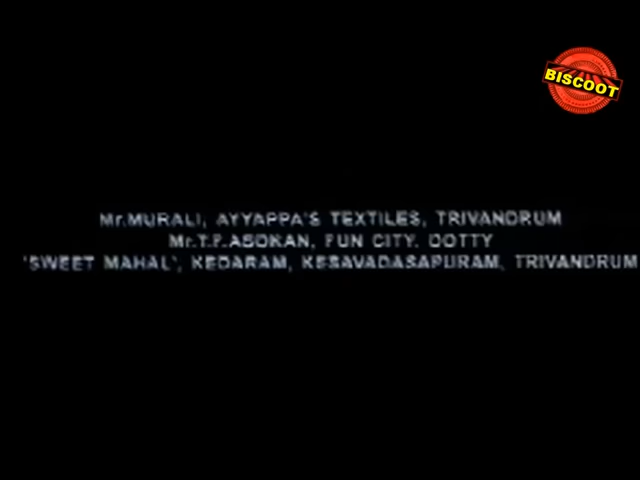 BISCOOT
Mr.MURALI, AYYAPPA'S TEXTILES, TRIVANDRUM
Mr.T.P.ASOKAN, FUN CITY, OOTTY
'SWEET MAHAL', KEDARAM, KESAVADASAPURAM, TRIVANDRUM